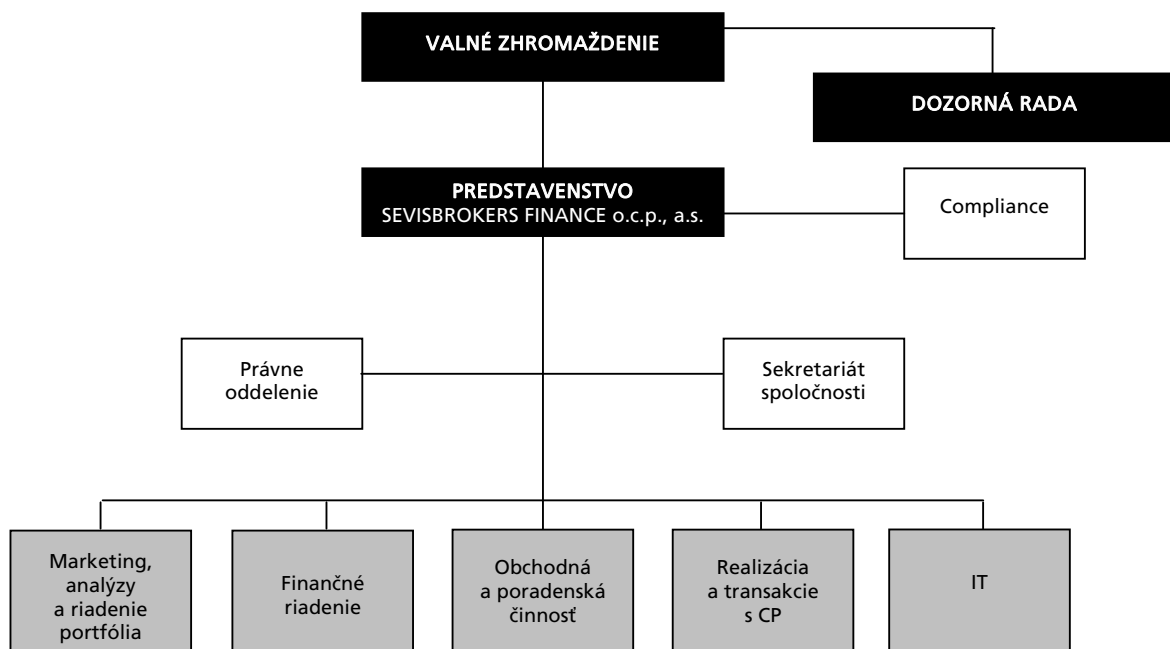 VALNÉ ZHROMAŽDENIE
DOZORNÁ RADA
PREDSTAVENSTVO
SEVISBROKERS FINANCE o.c.p., a.s.
Compliance
Právne
oddelenie
Sekretariát
spoločnosti
Marketing,
analýzy
a riadenie
portfólia
Finančné
riadenie
Obchodná
a poradenská
činnosť
Realizácia
a transakcie
s CP
IT